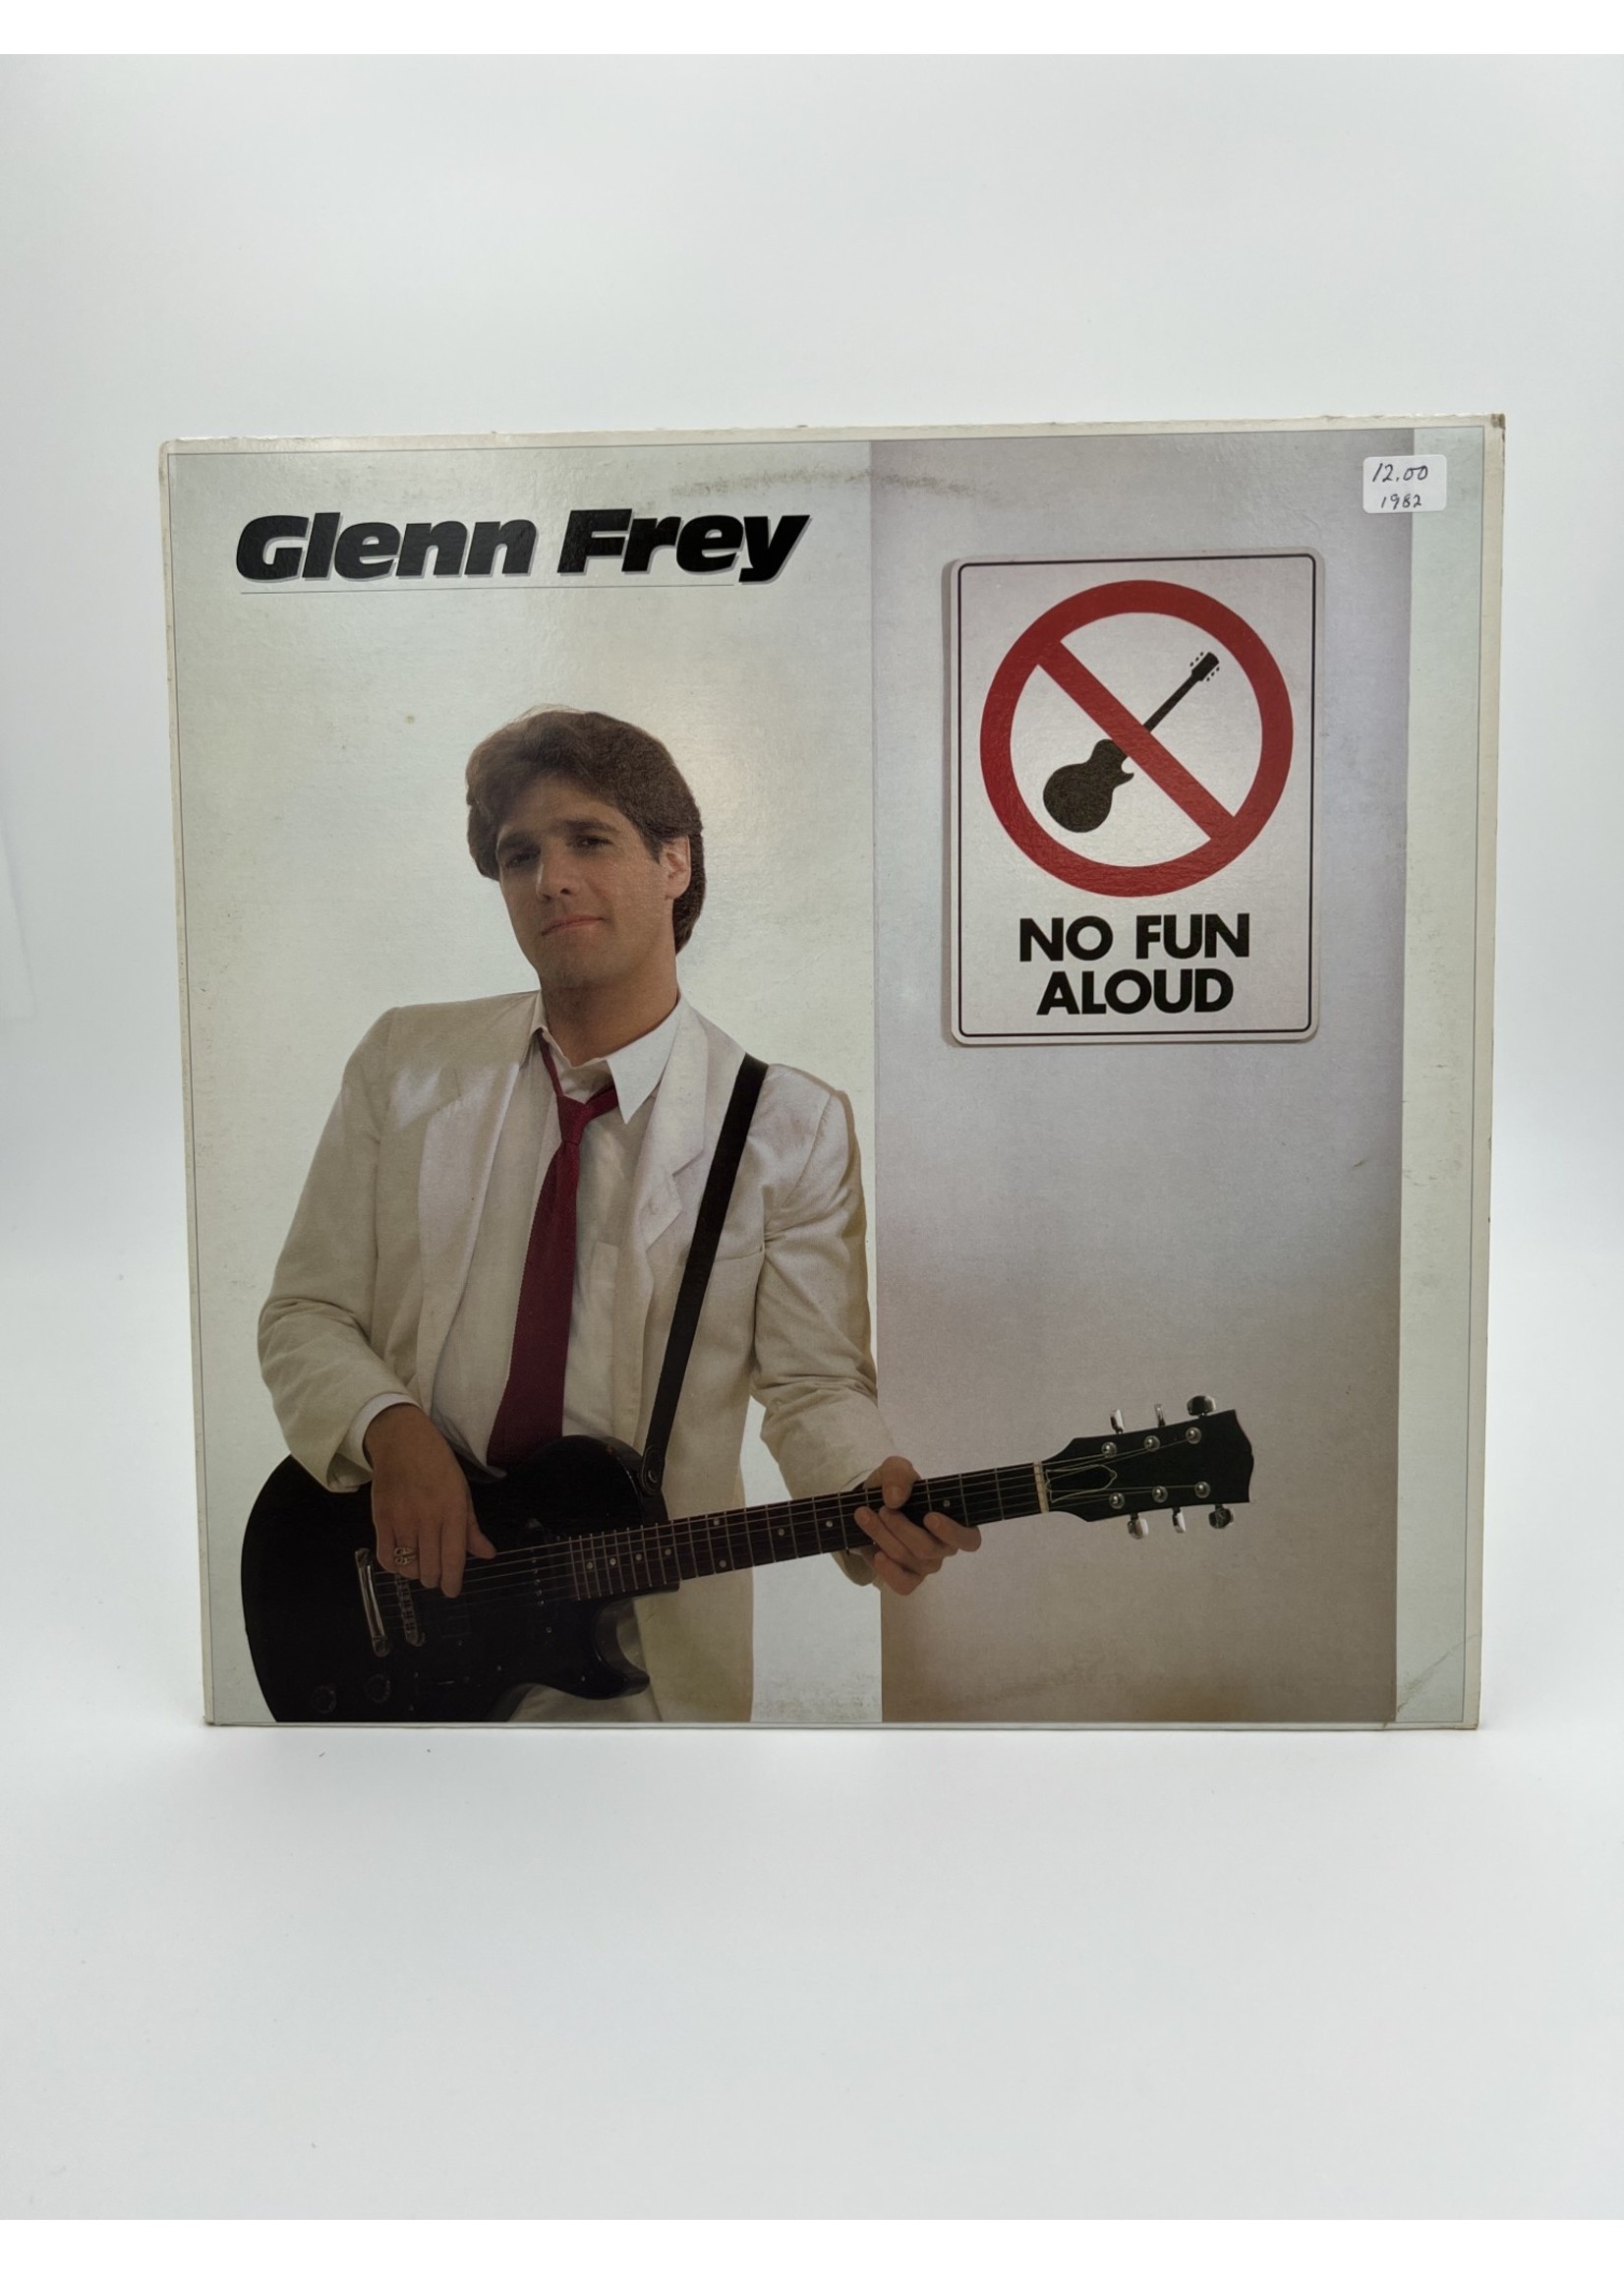 Glenn Frey
12.00
1982
NO FUN
ALOUD